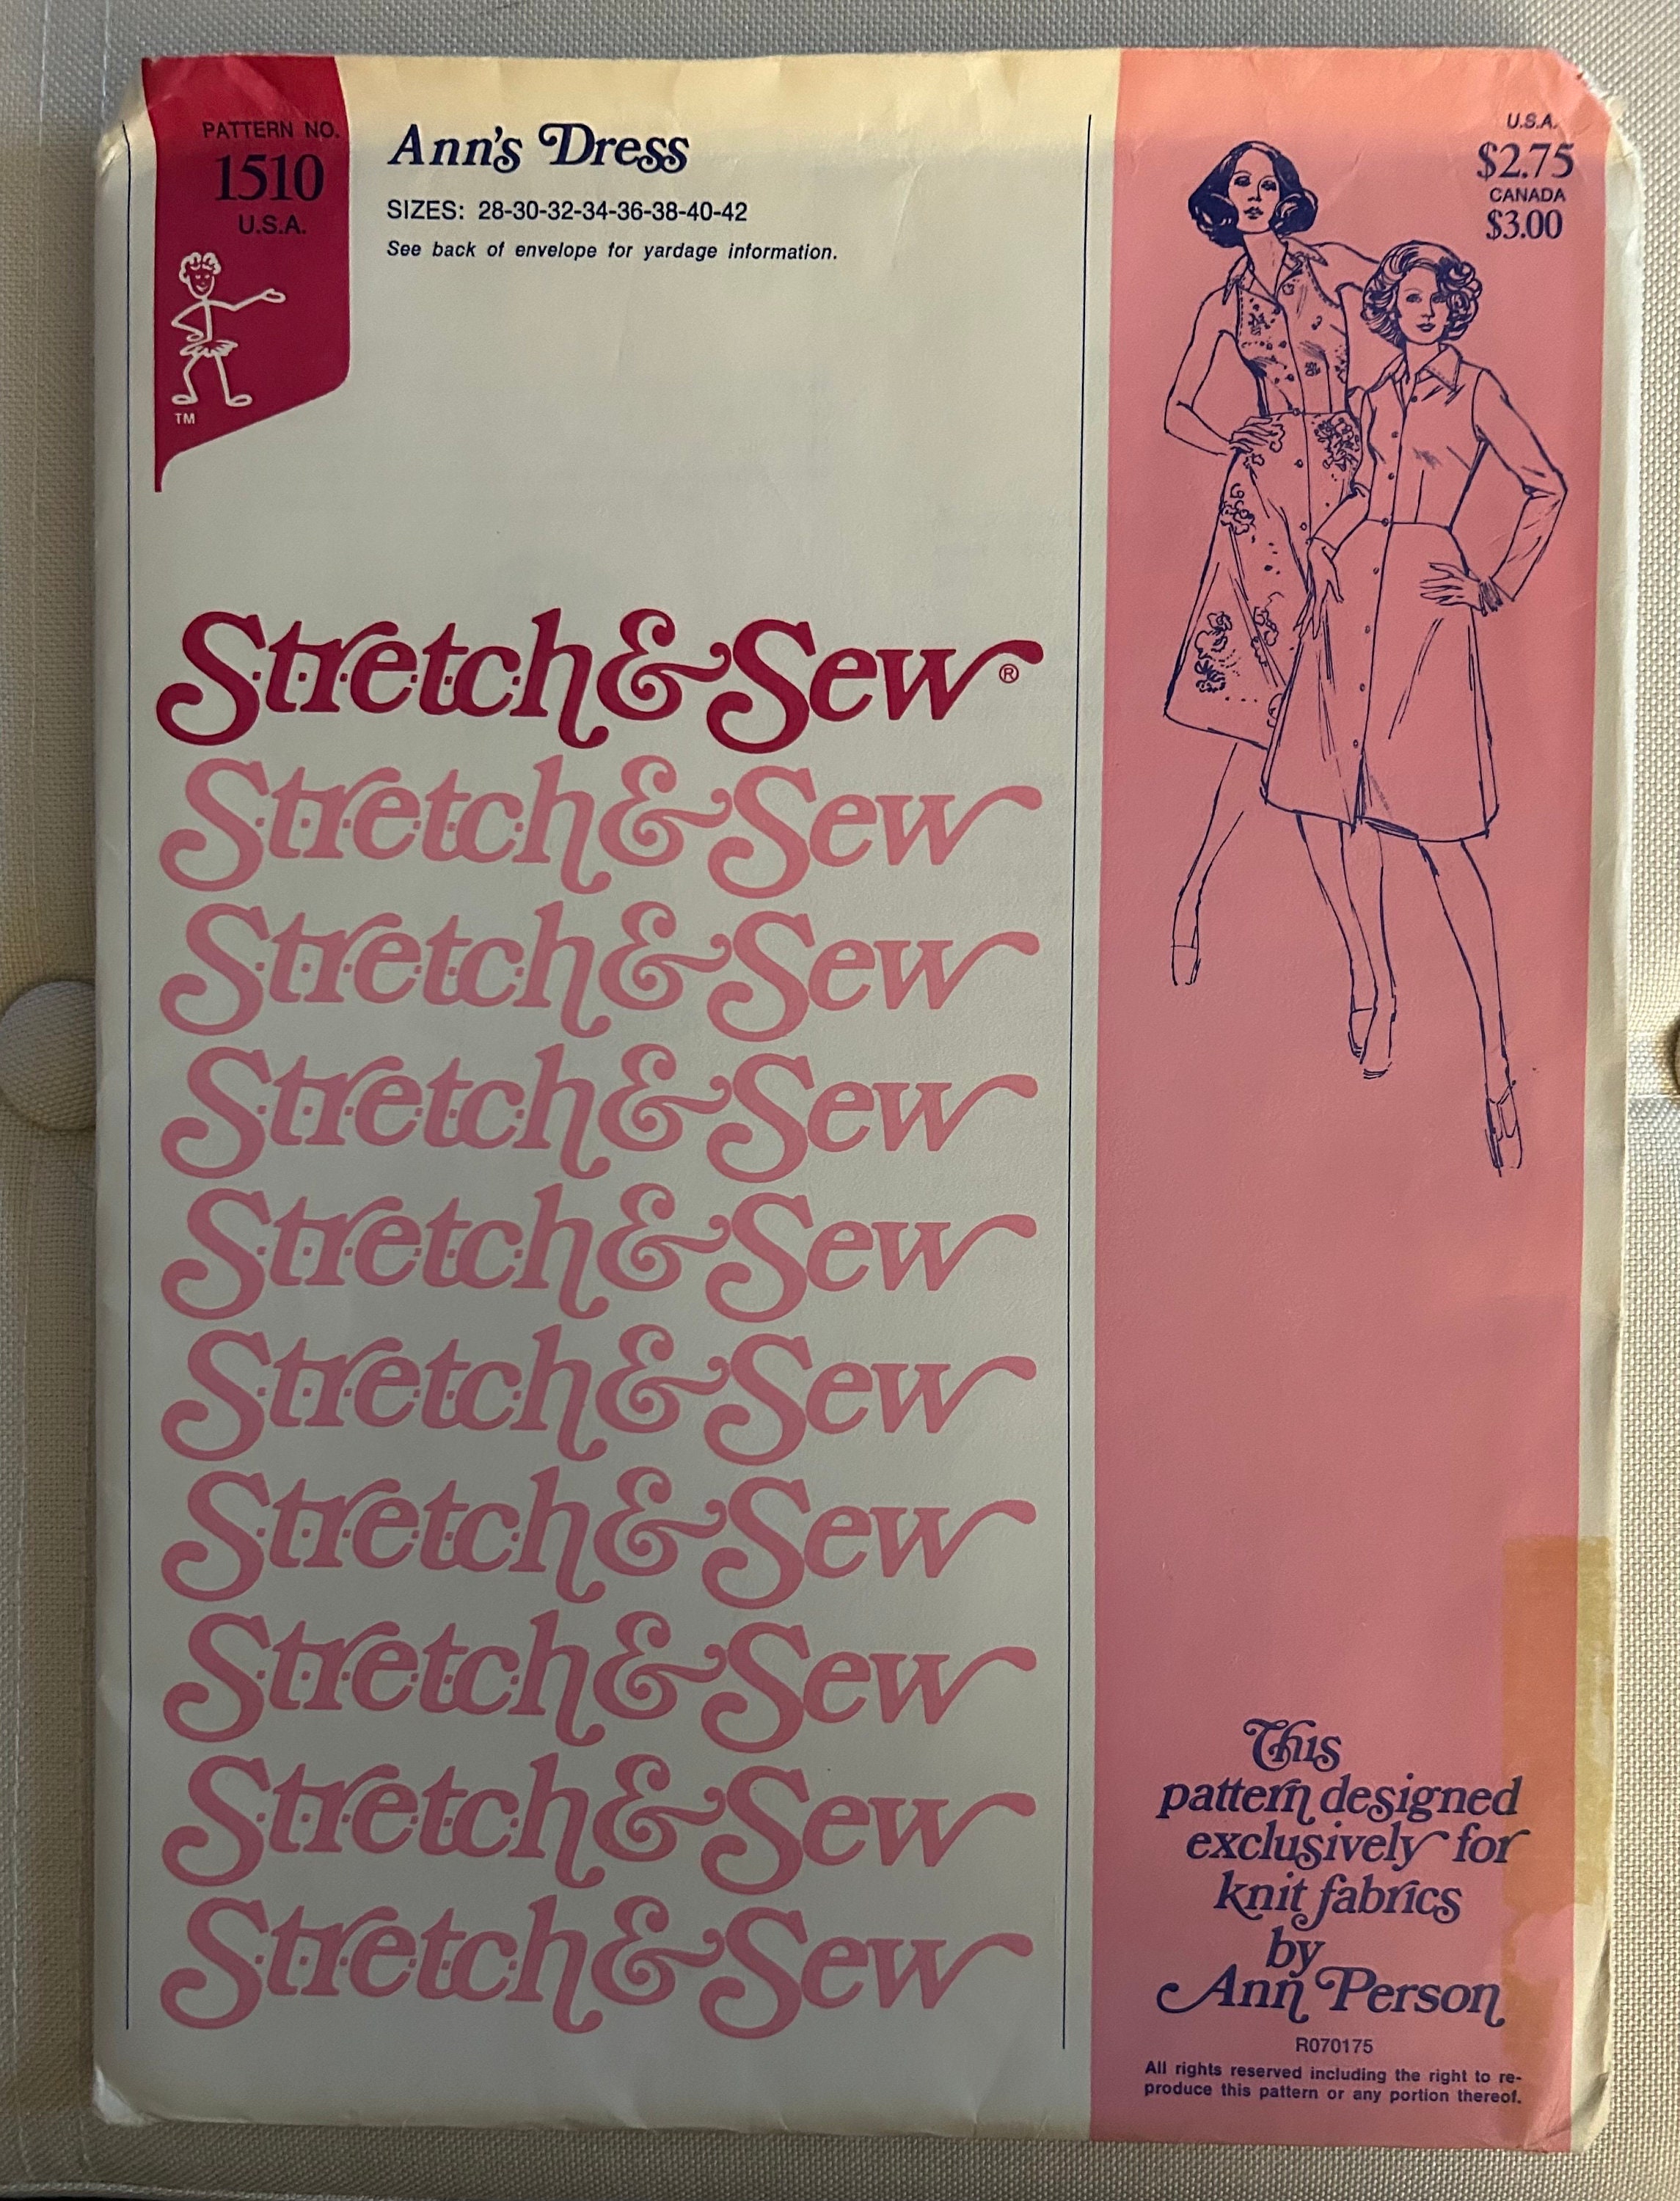 PATTERN NO.
1510
U.S.A.
TM
Ann's Dress
SIZES: 28-30-32-34-36-38-40-42
See back of envelope for yardage information.
U.S.A.
$2.75
CANADA
$3.00
Stretch & Sew®
Stretch & Sew
Stretch & Sew
Stretch & Sew
Stretch & Sew
Stretch & Sew
Stretch & Sew
Stretch & Sew
Stretch & Sew
Stretch & Sew
This
pattern designed
exclusively for
knit fabrics
by
Ann Person
R070175
All rights reserved including the right to re-
produce this pattern or any portion thereof.